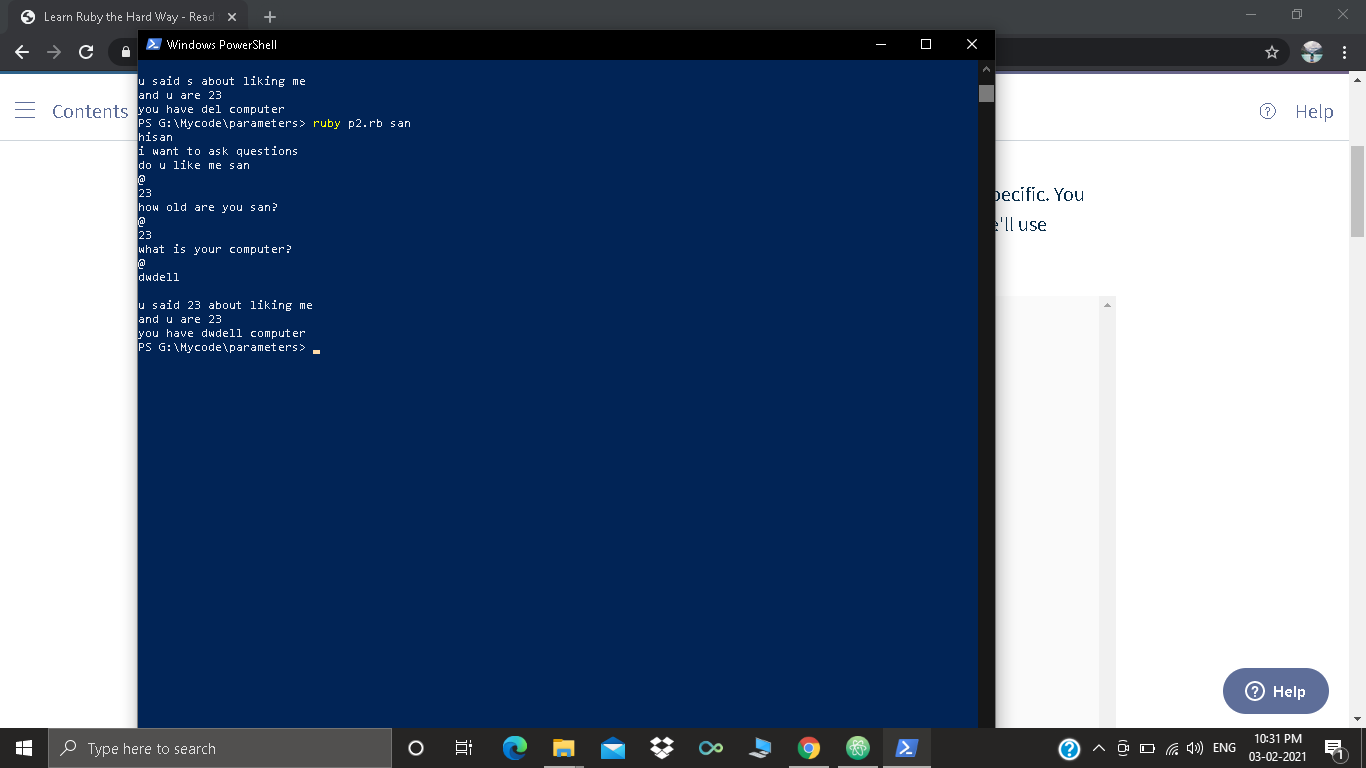 Learn Ruby the Hard Way - Read
Windows PowerShell
Contents
Help
u said s about liking me
and u are 23
you have del computer
PS G:\Mycode\parameters> ruby p2.rb san
hisan
i want to ask questions
do u like me san
@
23
how old are you san?
@
23
what is your computer?
@
dwdell
u said 23 about liking me
and u are 23
you have dwdell computer
PS G:\Mycode\parameters>
pecific. You
e'll use
Help
Type here to search
ENG
10:31 PM
03-02-2021
1